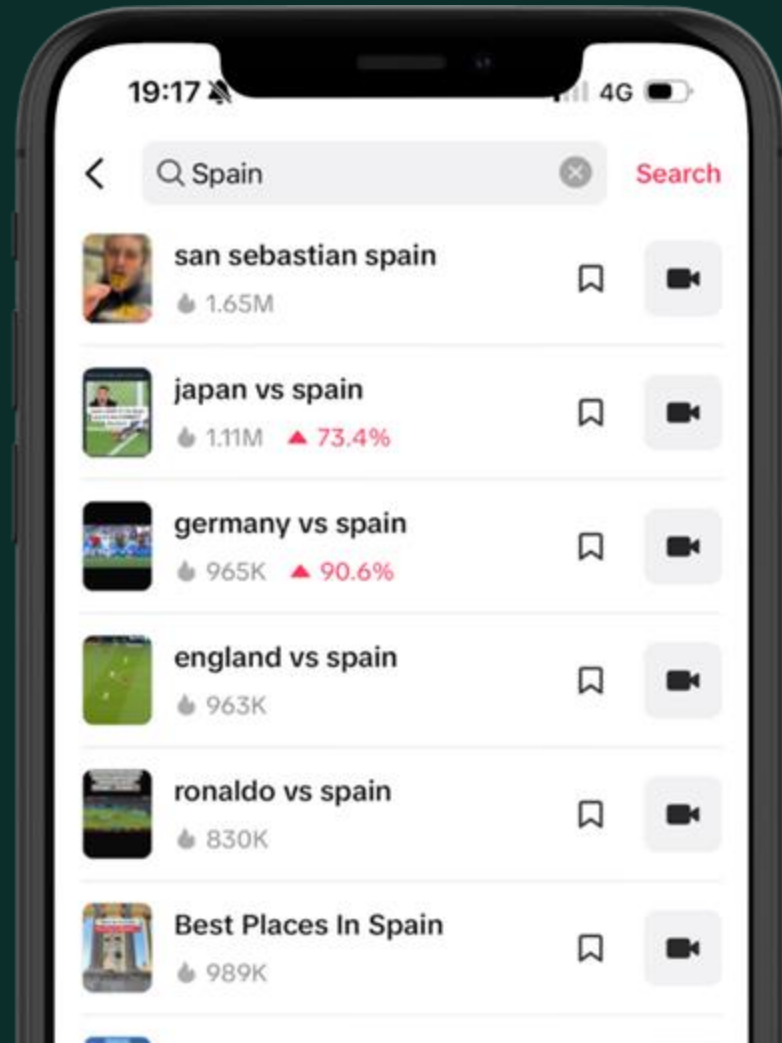 19:17
4G
Spain
Search
san sebastian spain
1.65M
japan vs spain
1.11M ▲ 73.4%
germany vs spain
965K ▲ 90.6%
england vs spain
963K
ronaldo vs spain
830K
Best Places In Spain
989K